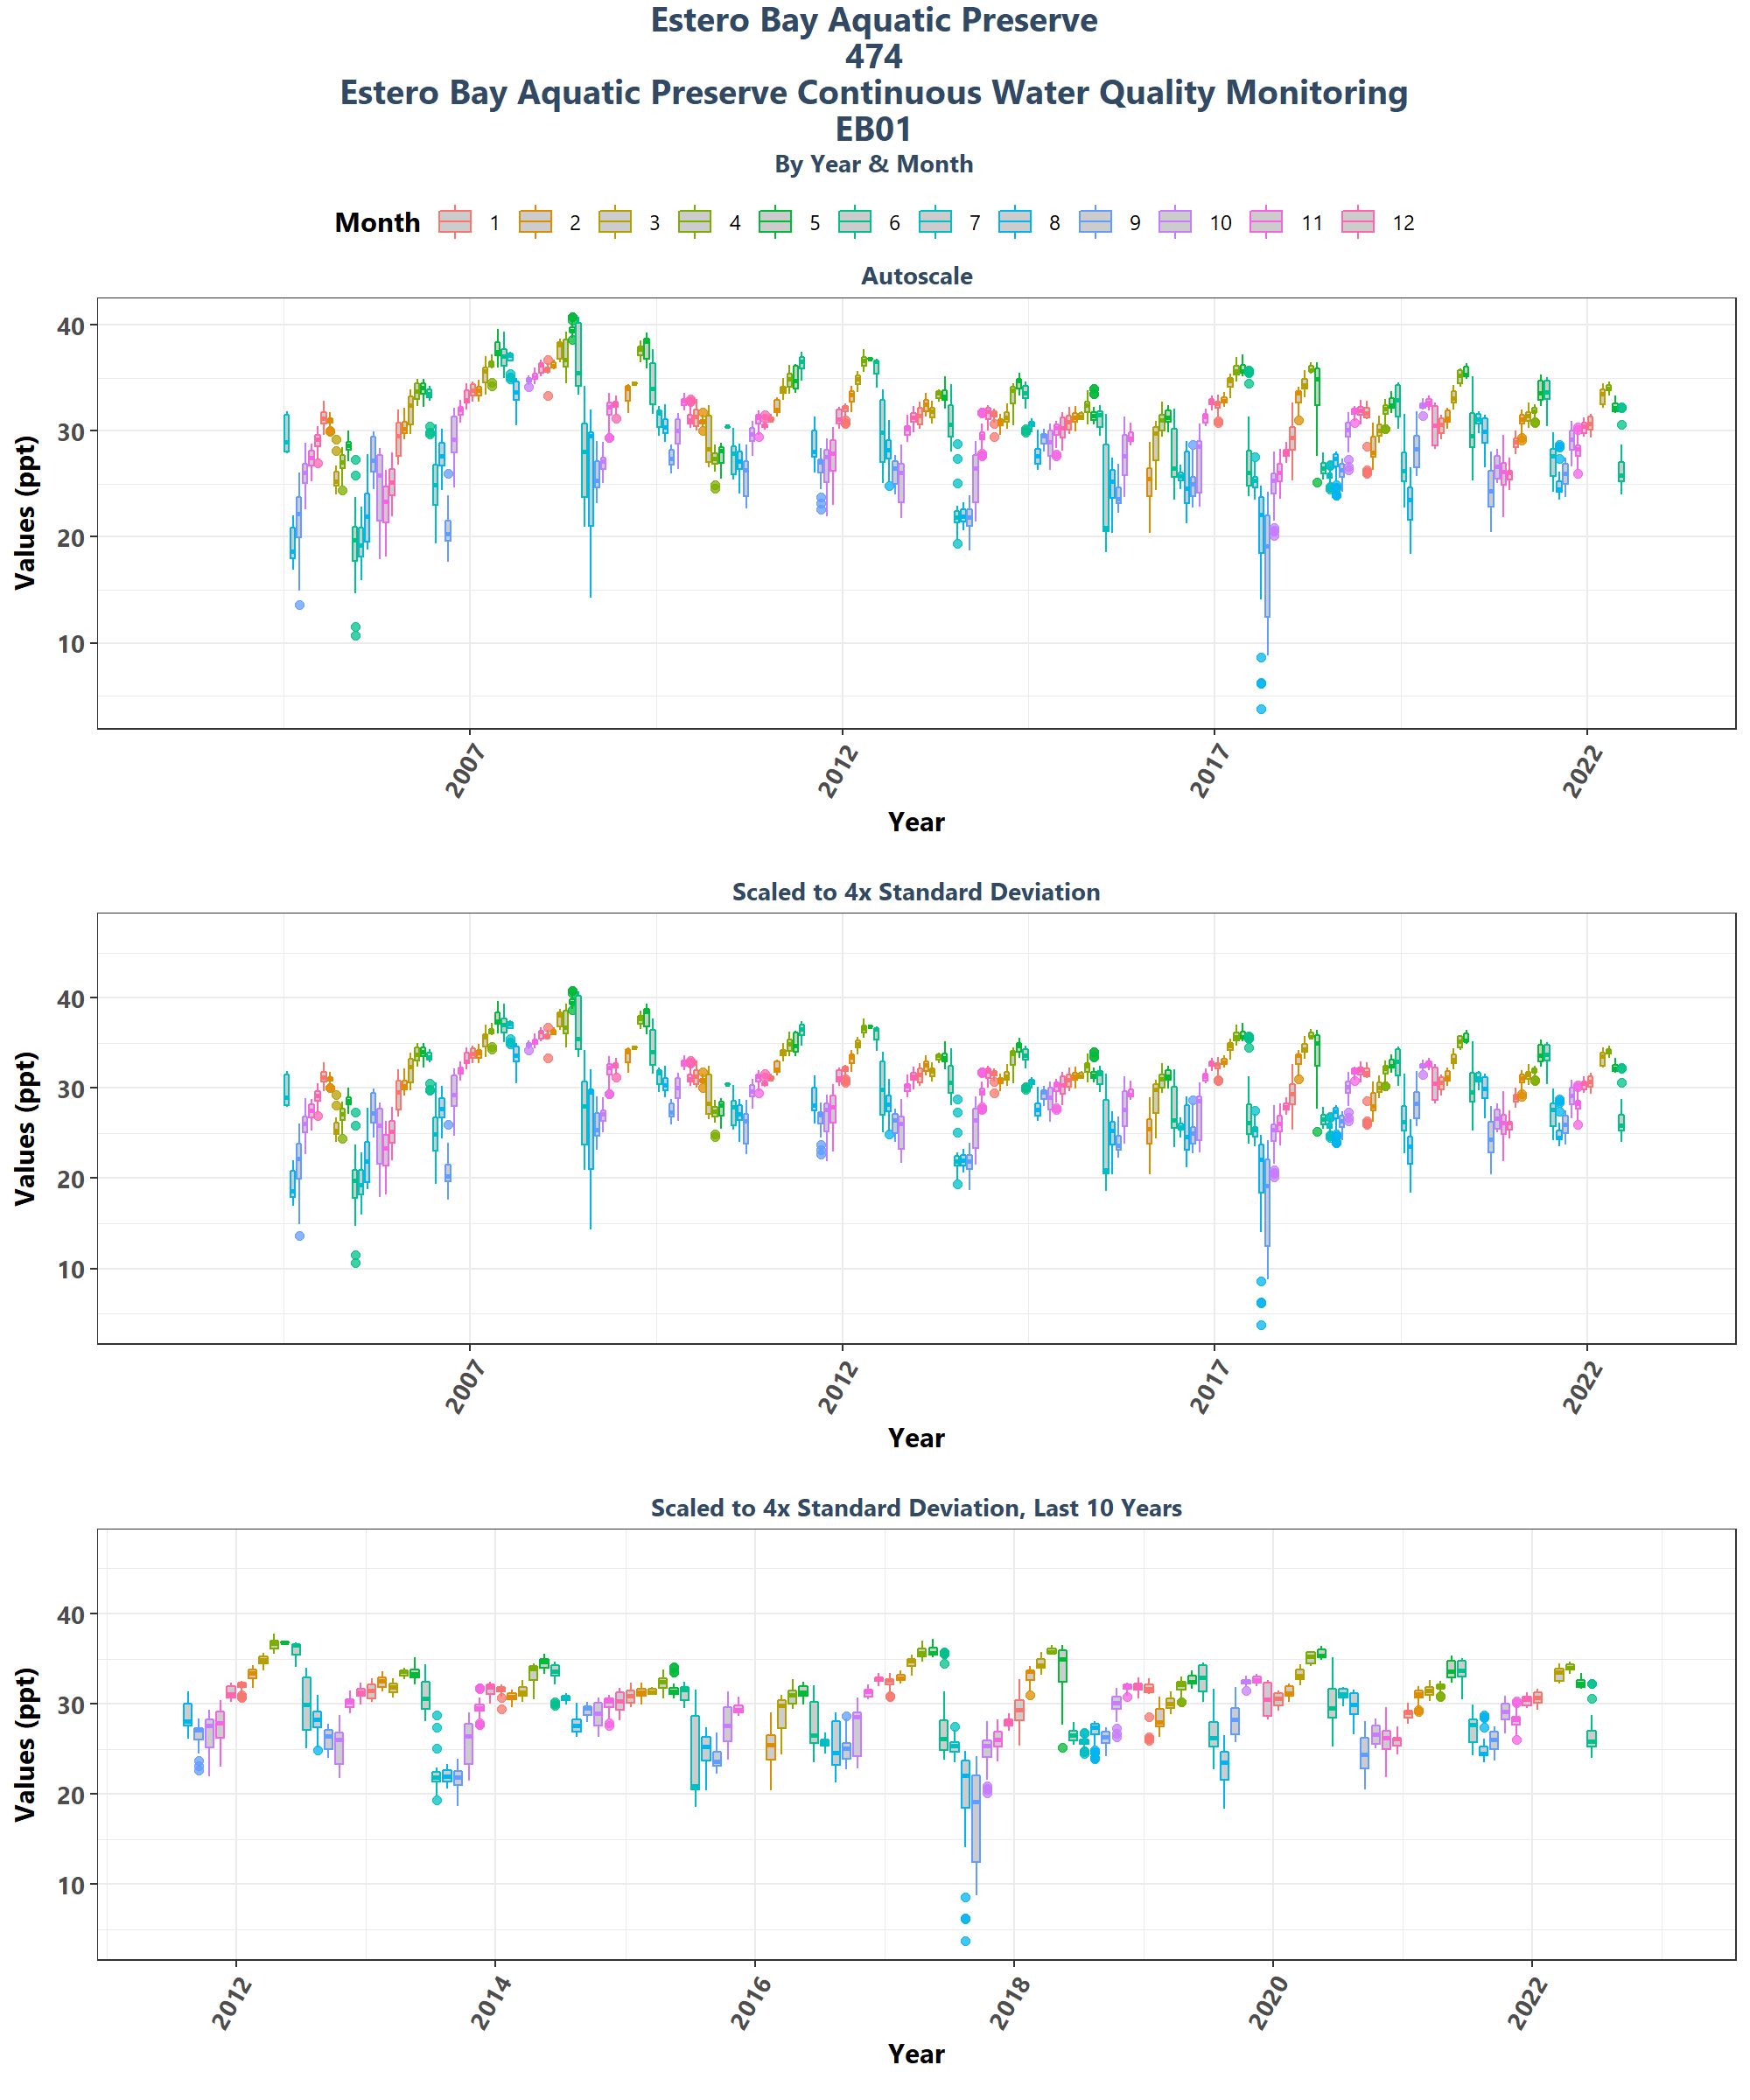 Estero Bay Aquatic Preserve
474
Estero Bay Aquatic Preserve Continuous Water Quality Monitoring
EB01
By Year & Month
Month 1 2 3 4 5 6 7 8 9 10 11 12
Autoscale
Values (ppt)
40
30
20
10
2007 2012 2017 2022
Year
Scaled to 4x Standard Deviation
Values (ppt)
40
30
20
10
2007 2012 2017 2022
Year
Scaled to 4x Standard Deviation, Last 10 Years
Values (ppt)
40
30
20
10
2012 2014 2016 2018 2020 2022
Year